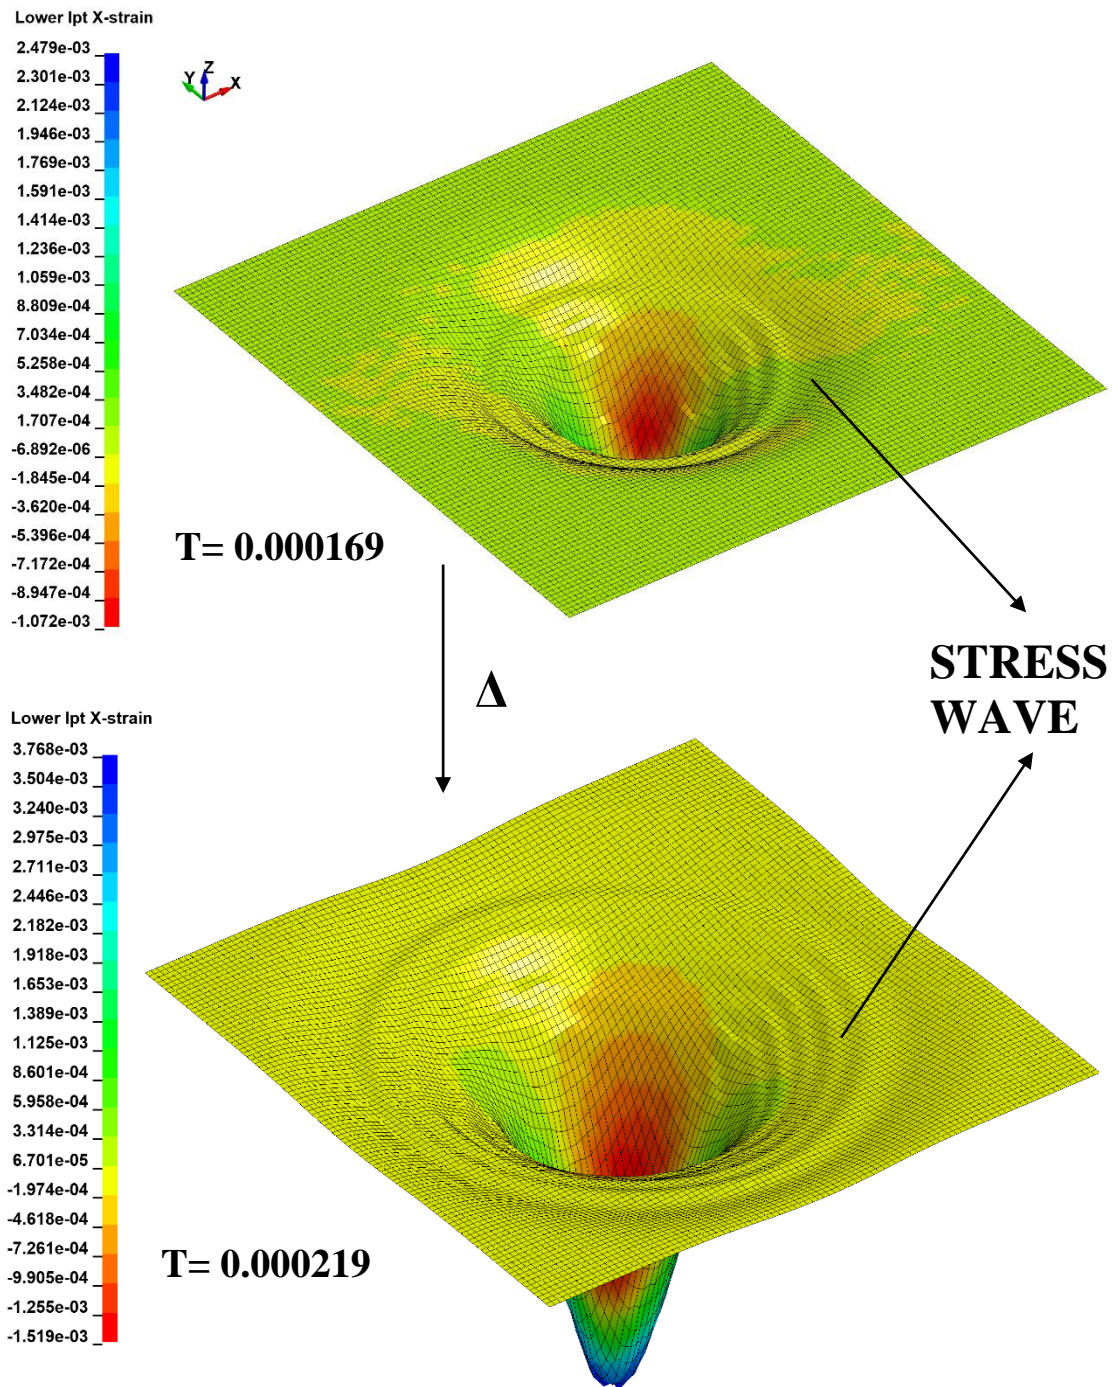 Lower Ipt X-strain
2.479e-03
2.301e-03
2.124e-03
1.946e-03
1.769e-03
1.591e-03
1.414e-03
1.236e-03
1.059e-03
8.809e-04
7.034e-04
5.258e-04
3.482e-04
1.707e-04
-6.892e-06
-1.845e-04
-3.620e-04
-5.396e-04
-7.172e-04
-8.947e-04
-1.072e-03
Y Z X
T= 0.000169
Δ
STRESS
WAVE
Lower Ipt X-strain
3.768e-03
3.504e-03
3.240e-03
2.975e-03
2.711e-03
2.446e-03
2.182e-03
1.918e-03
1.653e-03
1.389e-03
1.125e-03
8.601e-04
5.958e-04
3.314e-04
6.701e-05
-1.974e-04
-4.618e-04
-7.261e-04
-9.905e-04
-1.255e-03
-1.519e-03
T= 0.000219